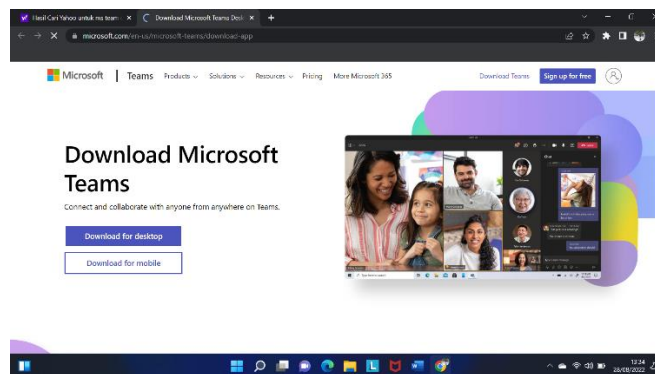 Hasil Cari Yahoo untuk ms team
Download Microsoft Teams Desk
microsoft.com/en-us/microsoft-teams/download-app
Microsoft
Teams
Products
Solutions
Resources
Pricing
More Microsoft 365
Download Teams
Sign up for free
Download Microsoft
Teams
Connect and collaborate with anyone from anywhere on Teams.
Download for desktop
Download for mobile
12:34
28/08/2022